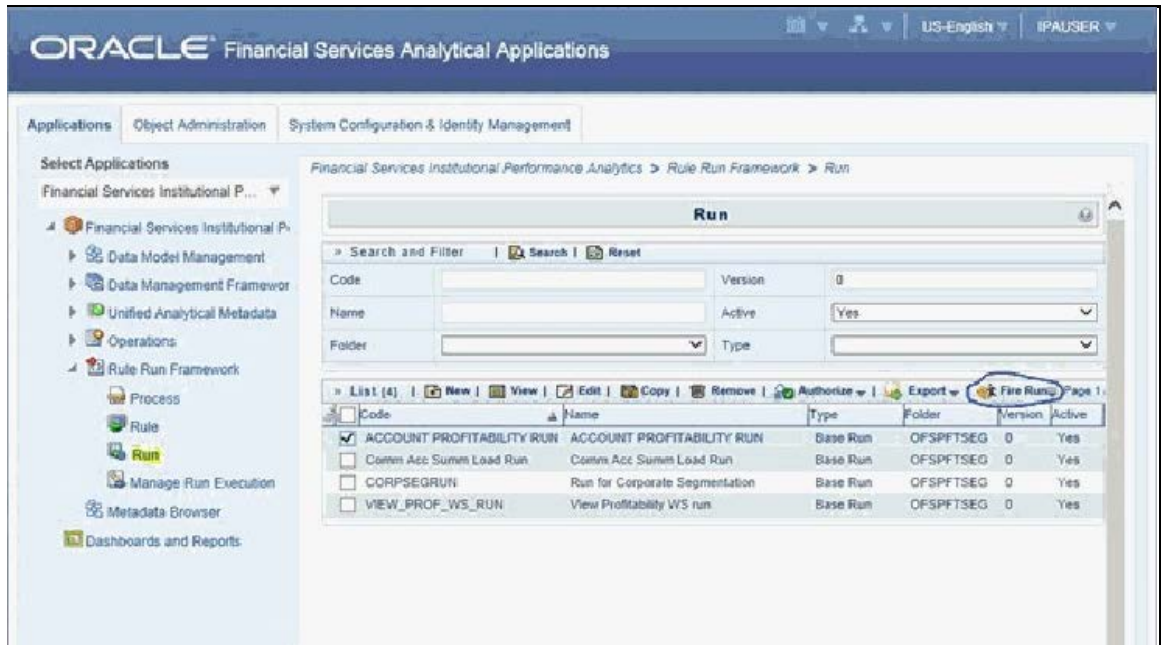 US-English
IPAUSER
ORACLE® Financial Services Analytical Applications
Applications
Object Administration
System Configuration & Identity Management
Select Applications
Financial Services Institutional P...
Financial Services Institutional P
Data Model Management
Data Management Framewor
Unified Analytical Metadata
Operations
Rule Run Framework
Process
Rule
Run
Manage Run Execution
Metadata Browser
Dashboards and Reports
Financial Services Institutional Performance Analytics > Rule Run Framework > Run
Run
» Search and Filter | Search | Reset
Code Version 0
Name Active Yes
Folder Type
» List (4) | New | View | Edit | Copy | Remove | Authorize | Export Fire Run Page 1
Code Name Type Folder Version Active
ACCOUNT PROFITABILITY RUN ACCOUNT PROFITABILITY RUN Base Run OFSPFTSEG 0 Yes
Comm Acc Summ Load Run Comm Acc Summ Load Run Base Run OFSPFTSEG 0 Yes
CORPSEGRUN Run for Corporate Segmentation Base Run OFSPFTSEG 0 Yes
VIEW_PROF_WS_RUN View Profitability WS run Base Run OFSPFTSEG 0 Yes